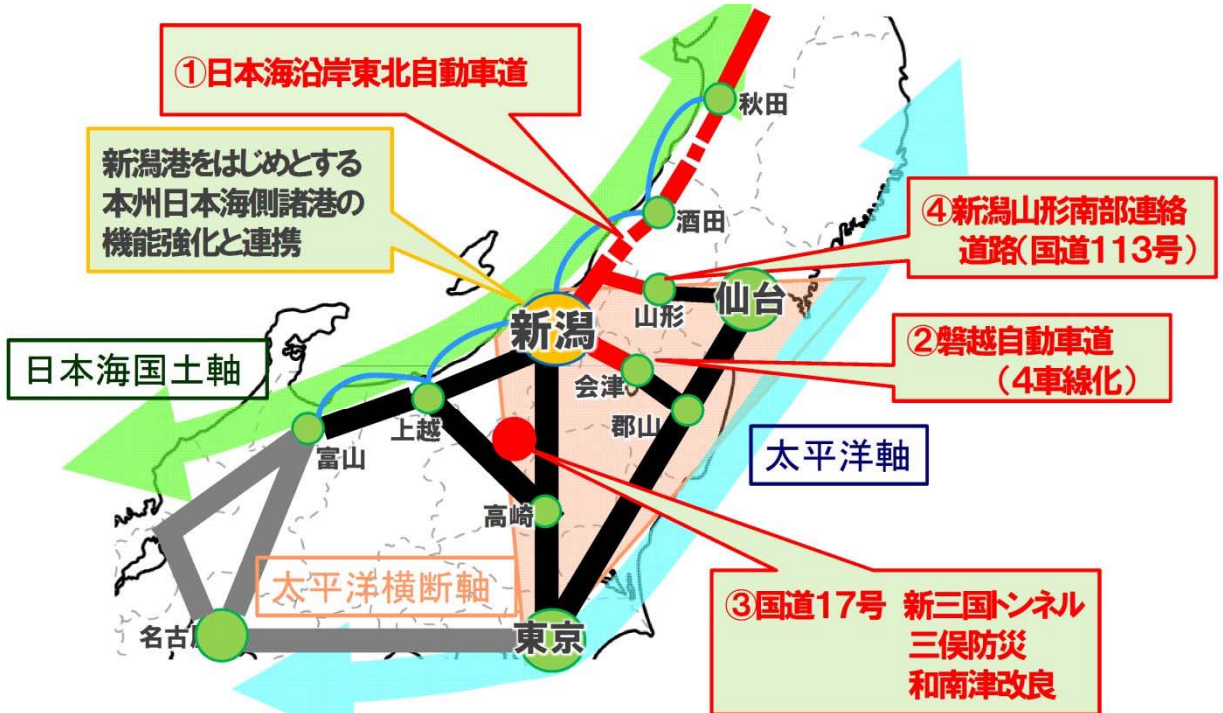 ①日本海沿岸東北自動車道
秋田
新潟港をはじめとする
本州日本海側諸港の
機能強化と連携
酒田
④新潟山形南部連絡
道路(国道113号)
仙台
山形
新潟
②磐越自動車道
(4車線化)
日本海国土軸
会津
郡山
上越
富山
太平洋軸
高崎
太平洋横断軸
③国道17号 新三国トンネル
三俣防災
和南津改良
名古屋
東京